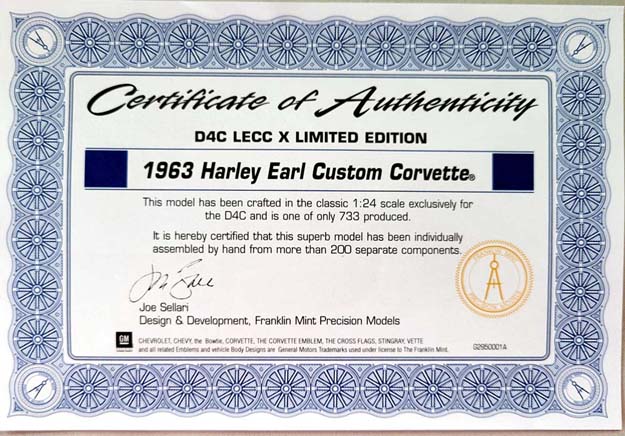 Certificate of Authenticity
D4C LECC X LIMITED EDITION
1963 Harley Earl Custom Corvette®
This model has been crafted in the classic 1:24 scale exclusively for
the D4C and is one of only 733 produced.
It is hereby certified that this superb model has been individually
assembled by hand from more than 200 separate components.
Joe Sellari
Design & Development, Franklin Mint Precision Models
GM
CHEVROLET, CHEVY, the Bowtie, CORVETTE, THE CORVETTE EMBLEM, THE CROSS FLAGS, STINGRAY, VETTE
and all related Emblems and vehicle Body Designs are General Motors Trademarks used under license to The Franklin Mint.
G2950001A